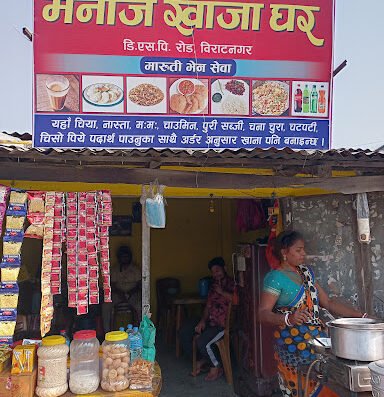 मनोज खाजा घर
डि.एस.पि. रोड, विराटनगर
मारूती भेन सेवा
यहाँ चिया, नास्ता, म:म:, चाउमिन, पुरी सब्जी, चना चुरा, चटपटी,
चिसो पिये पदार्थ पाउनुका साथै अर्डर अनुसार खाना पनि बनाइन्छ ।